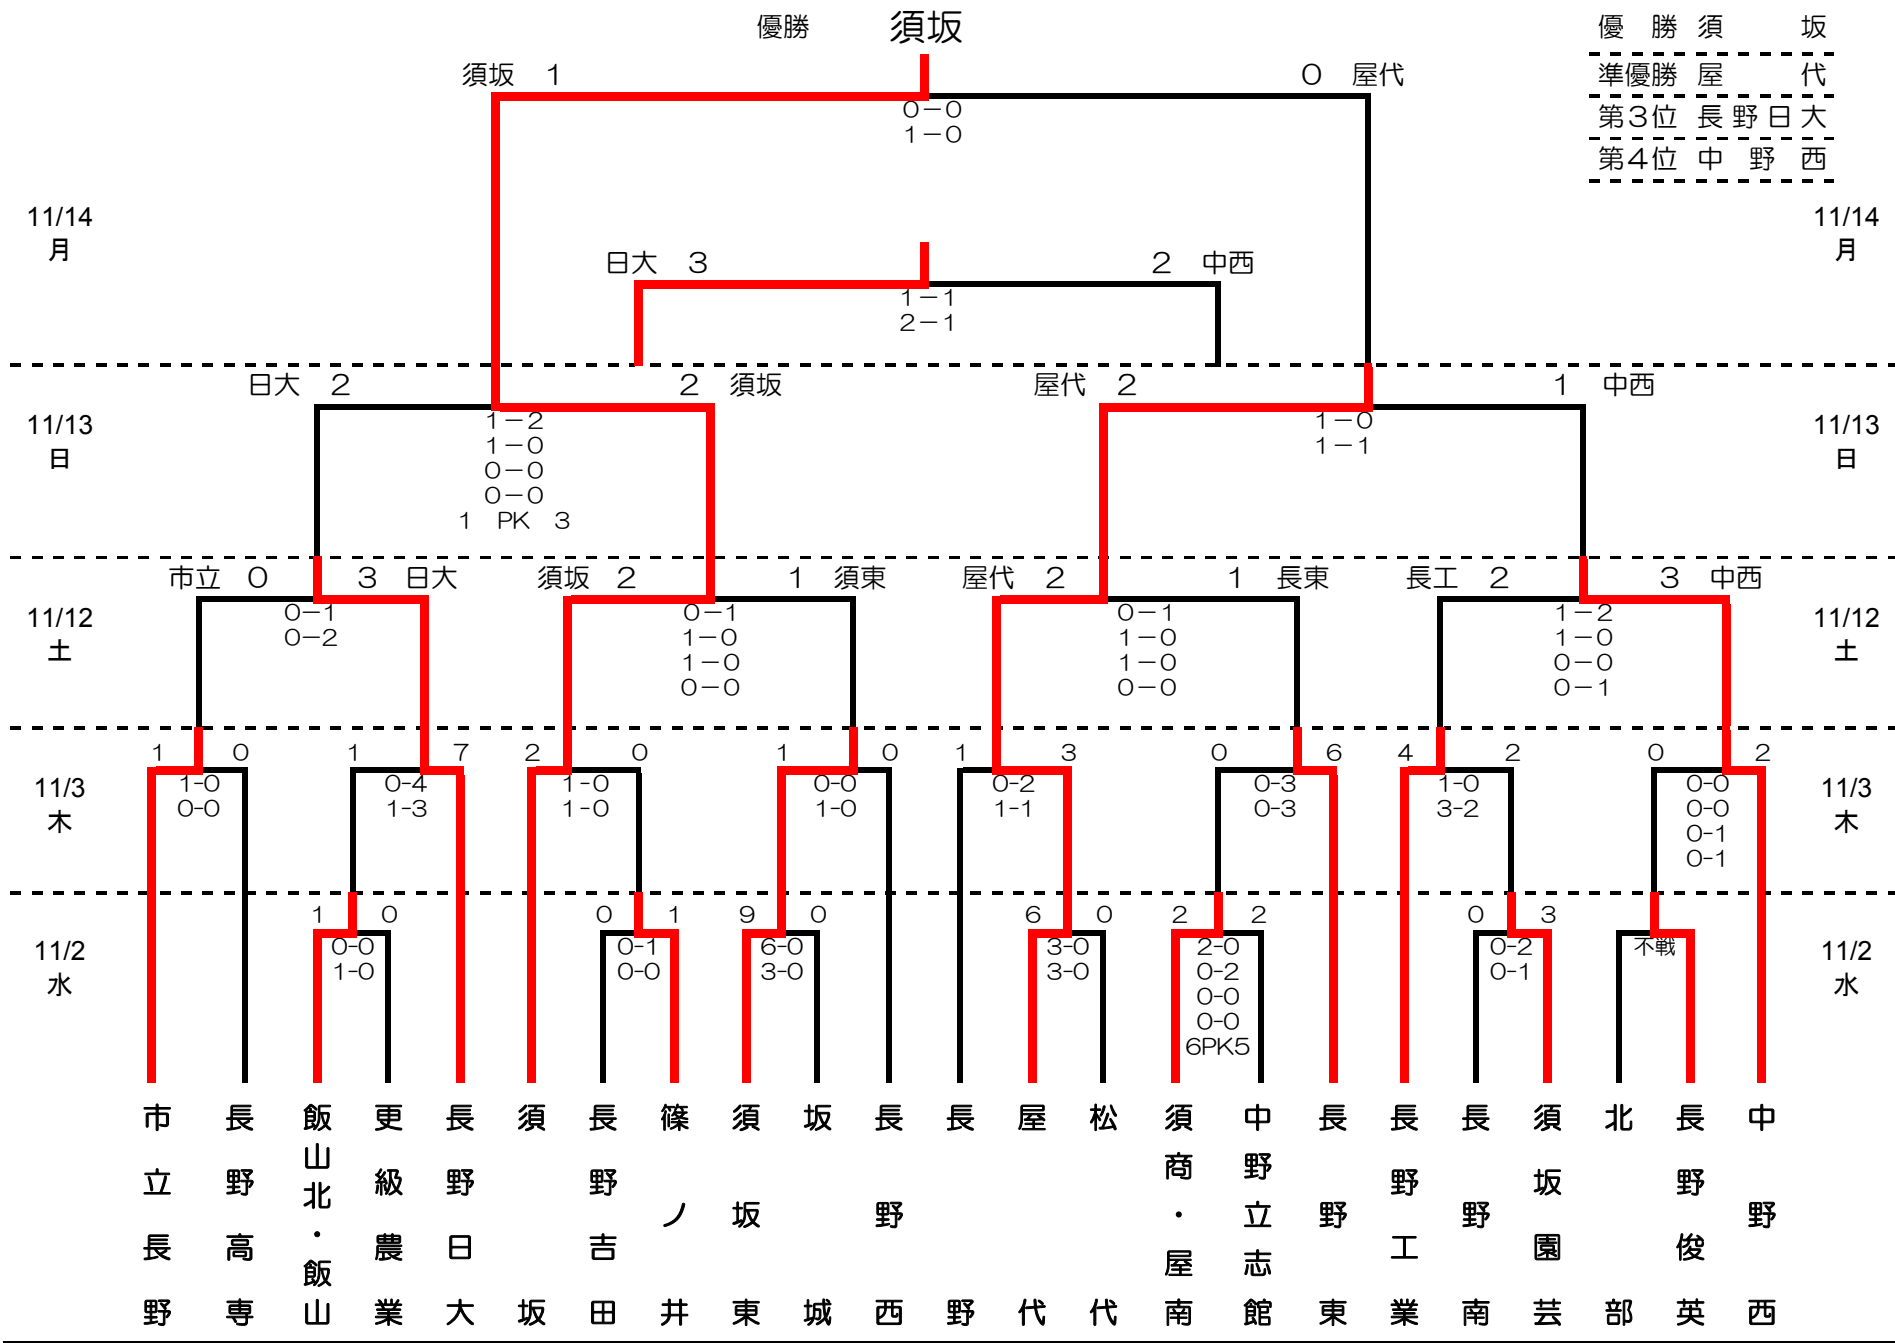 優勝 須坂
優勝 須坂
準優勝 屋代
第3位 長野日大
第4位 中野西
須坂 1 0 屋代
0-0
1-0
11/14 11/14
月 月
日大 3 2 中西
1-1
2-1
日大 2 2 須坂 屋代 2 1 中西
11/13 11/13
日 日
1-2 1-0
1-0 1-1
0-0
0-0
1 PK 3
市立 0 3 日大 須坂 2 1 須東 屋代 2 1 長東 長工 2 3 中西
11/12 11/12
土 土
0-1 0-1 0-1 1-2
0-2 1-0 1-0 1-0
1-0 1-0 0-0
0-0 0-0 0-1
1 0 1 7 2 0 1 0 1 3 0 6 4 2 0 2
11/3 11/3
木 木
1-0 0-4 1-0 0-0 0-2 0-3 1-0 0-0
0-0 1-3 1-0 1-0 1-1 0-3 3-2 0-0
0-1
0-1
1 0 0 1 9 0 6 0 2 2 0 3
11/2 11/2
水 水
0-0 0-1 6-0 3-0 2-0 0-2 不戦
1-0 0-0 3-0 3-0 0-2 0-1
0-0
0-0
6PK5
市立長野
長野高専
飯山北・飯山
更級農業
長野日大
須坂
長野吉田
篠ノ井
須坂東
坂城
長野西
長野
屋代
松代
須商・屋南
中野立志館
長野東
長野工業
長野南
須坂園芸
北部
長野俊英
中野西